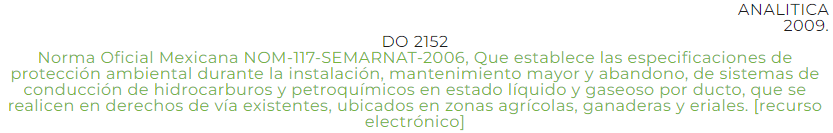 ANALITICA
2009.
DO 2152
Norma Oficial Mexicana NOM-117-SEMARNAT-2006, Que establece las especificaciones de
protección ambiental durante la instalación, mantenimiento mayor y abandono, de sistemas de
conducción de hidrocarburos y petroquímicos en estado líquido y gaseoso por ducto, que se
realicen en derechos de vía existentes, ubicados en zonas agrícolas, ganaderas y eriales. [recurso
electrónico]